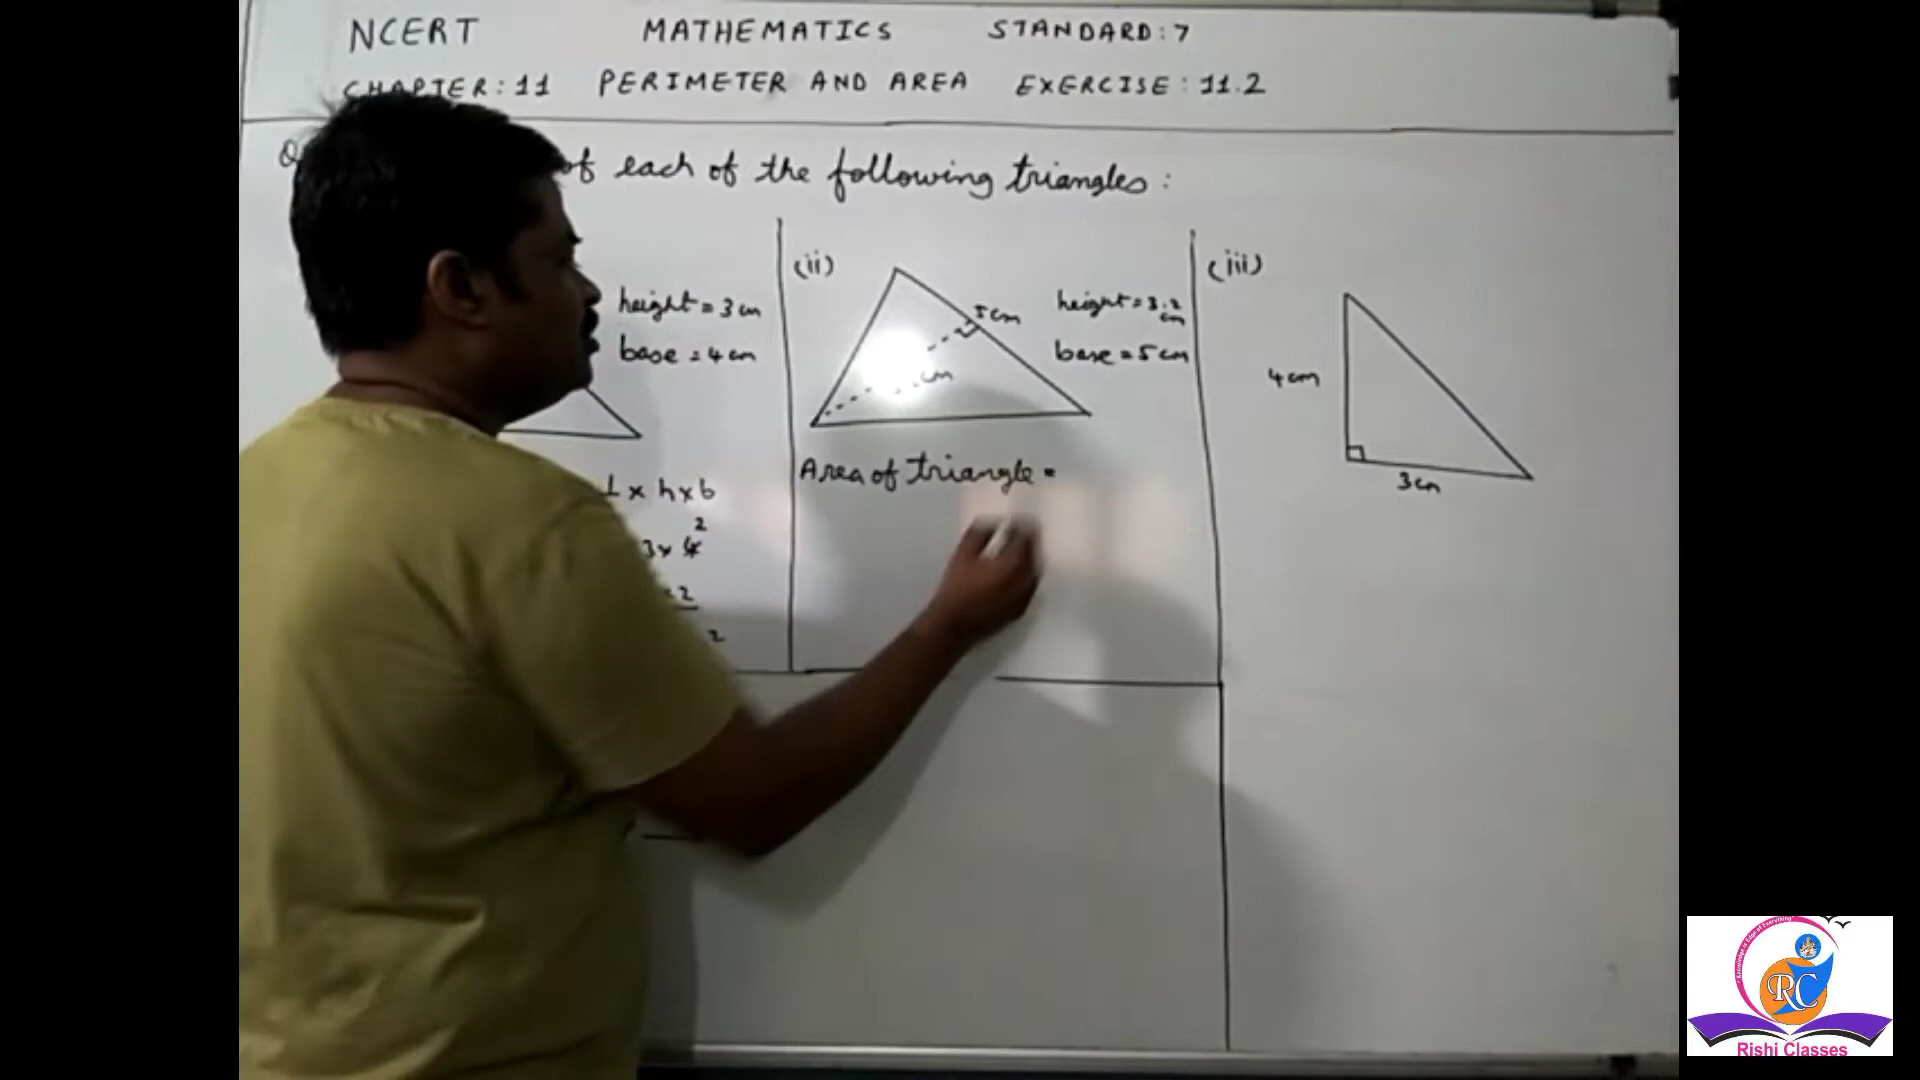 NCERT MATHEMATICS STANDARD: 7
CHAPTER: 11 PERIMETER AND AREA EXERCISE: 11.2
of each of the following triangles:
height = 3 cm
base = 4 cm
1 × h × b
2
3 × 4
2
2
(ii)
5 cm
cm
height = 3.2 cm
base = 5 cm
Area of triangle =
(iii)
4 cm
3 cm
RC
Rishi Classes